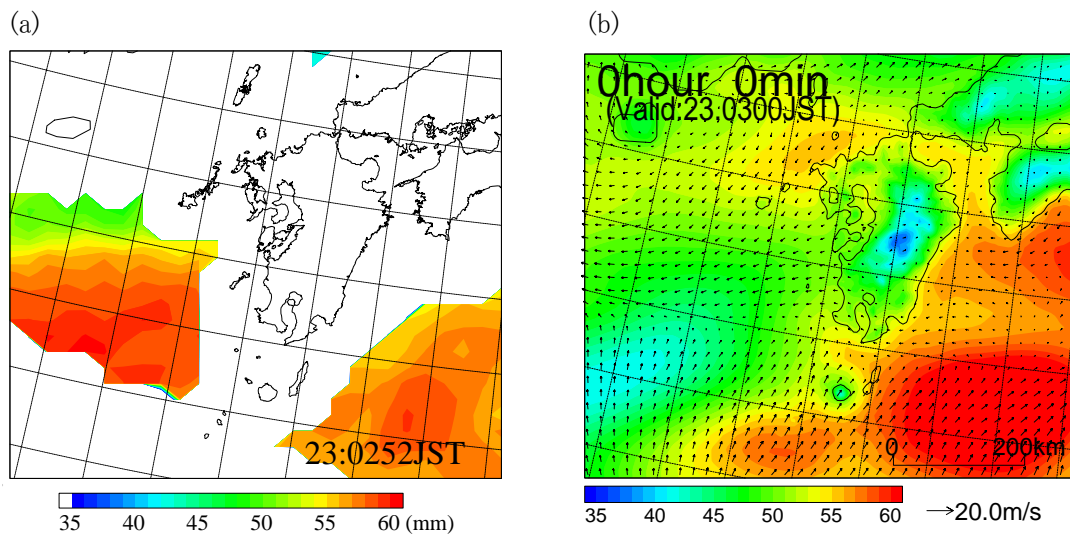 (a)
(b)
0hour 0min
(Valid:23,0300JST)
23:0252JST
0 200km
35 40 45 50 55 60 (mm)
35 40 45 50 55 60 →20.0m/s